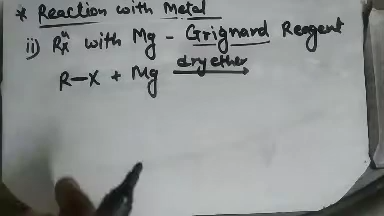 * Reaction with Metal
ii) Rxⁿ with Mg - Grignard Reagent
R-X + Mg dry ether →